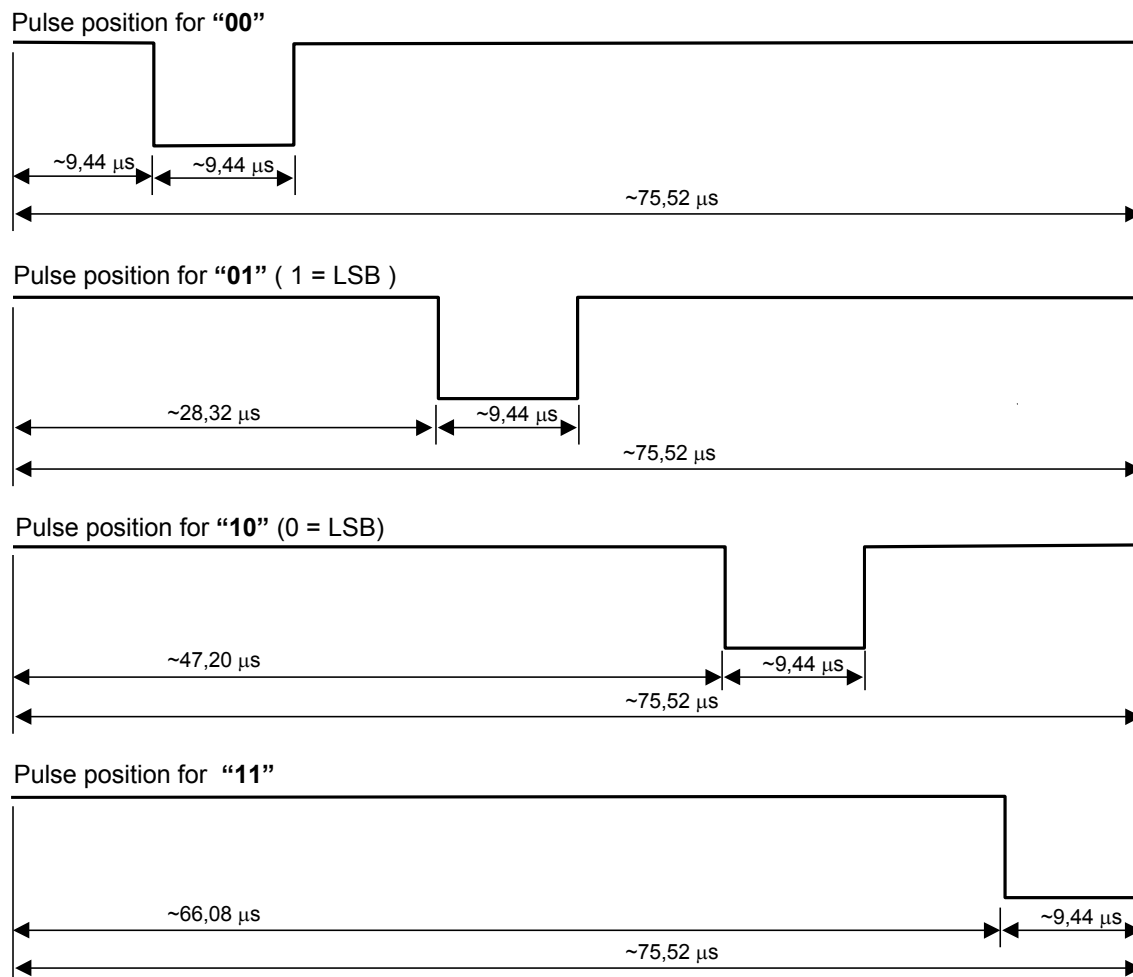 Pulse position for “00”
~9,44 μs ~9,44 μs
~75,52 μs
Pulse position for “01” ( 1 = LSB )
~28,32 μs ~9,44 μs
~75,52 μs
Pulse position for “10” (0 = LSB)
~47,20 μs ~9,44 μs
~75,52 μs
Pulse position for “11”
~66,08 μs ~9,44 μs
~75,52 μs